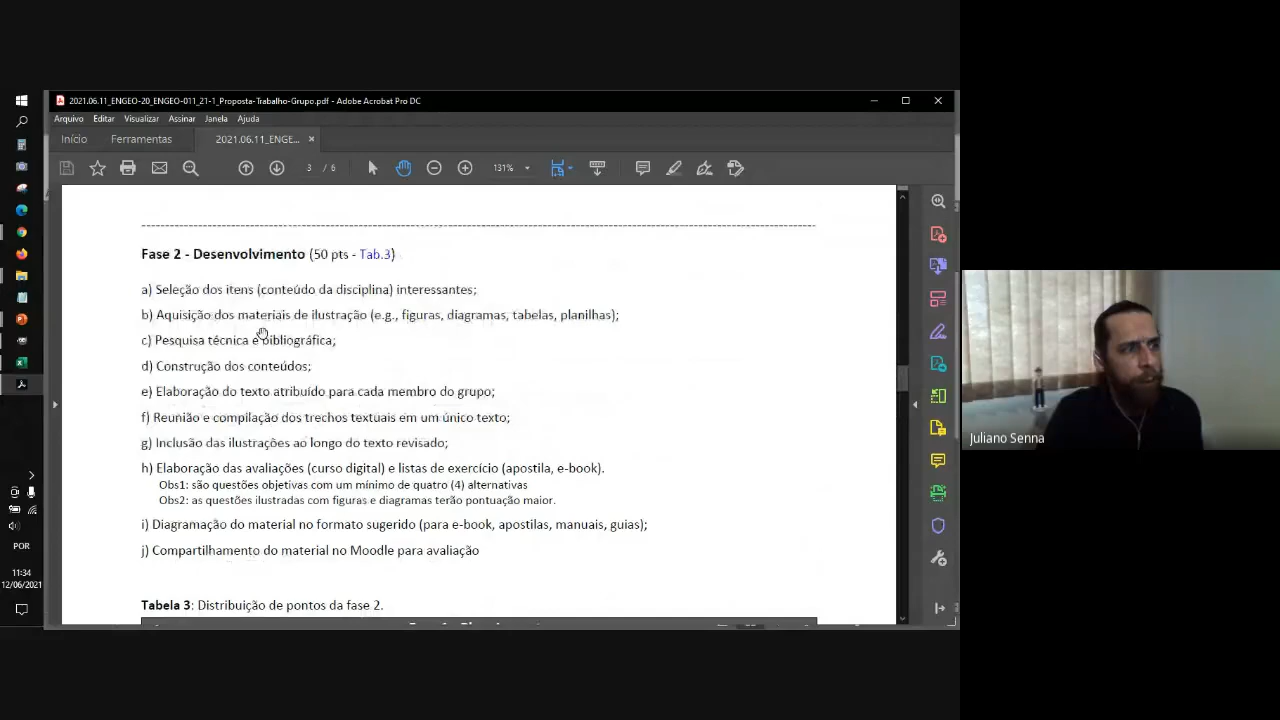 2021.06.11_ENGEO-20_ENGEO-011_21-1_Proposta-Trabalho-Grupo.pdf - Adobe Acrobat Pro DC
Arquivo Editar Visualizar Assinar Janela Ajuda
Início Ferramentas 2021.06.11_ENGE... ×
3 / 6 131%
Fase 2 - Desenvolvimento (50 pts - Tab.3)
a) Seleção dos itens (conteúdo da disciplina) interessantes;
b) Aquisição dos materiais de ilustração (e.g., figuras, diagramas, tabelas, planilhas);
c) Pesquisa técnica e bibliográfica;
d) Construção dos conteúdos;
e) Elaboração do texto atribuído para cada membro do grupo;
f) Reunião e compilação dos trechos textuais em um único texto;
g) Inclusão das ilustrações ao longo do texto revisado;
h) Elaboração das avaliações (curso digital) e listas de exercício (apostila, e-book).
Obs1: são questões objetivas com um mínimo de quatro (4) alternativas
Obs2: as questões ilustradas com figuras e diagramas terão pontuação maior.
i) Diagramação do material no formato sugerido (para e-book, apostilas, manuais, guias);
j) Compartilhamento do material no Moodle para avaliação
Tabela 3: Distribuição de pontos da fase 2.
POR
11:34
12/06/2021
Juliano Senna